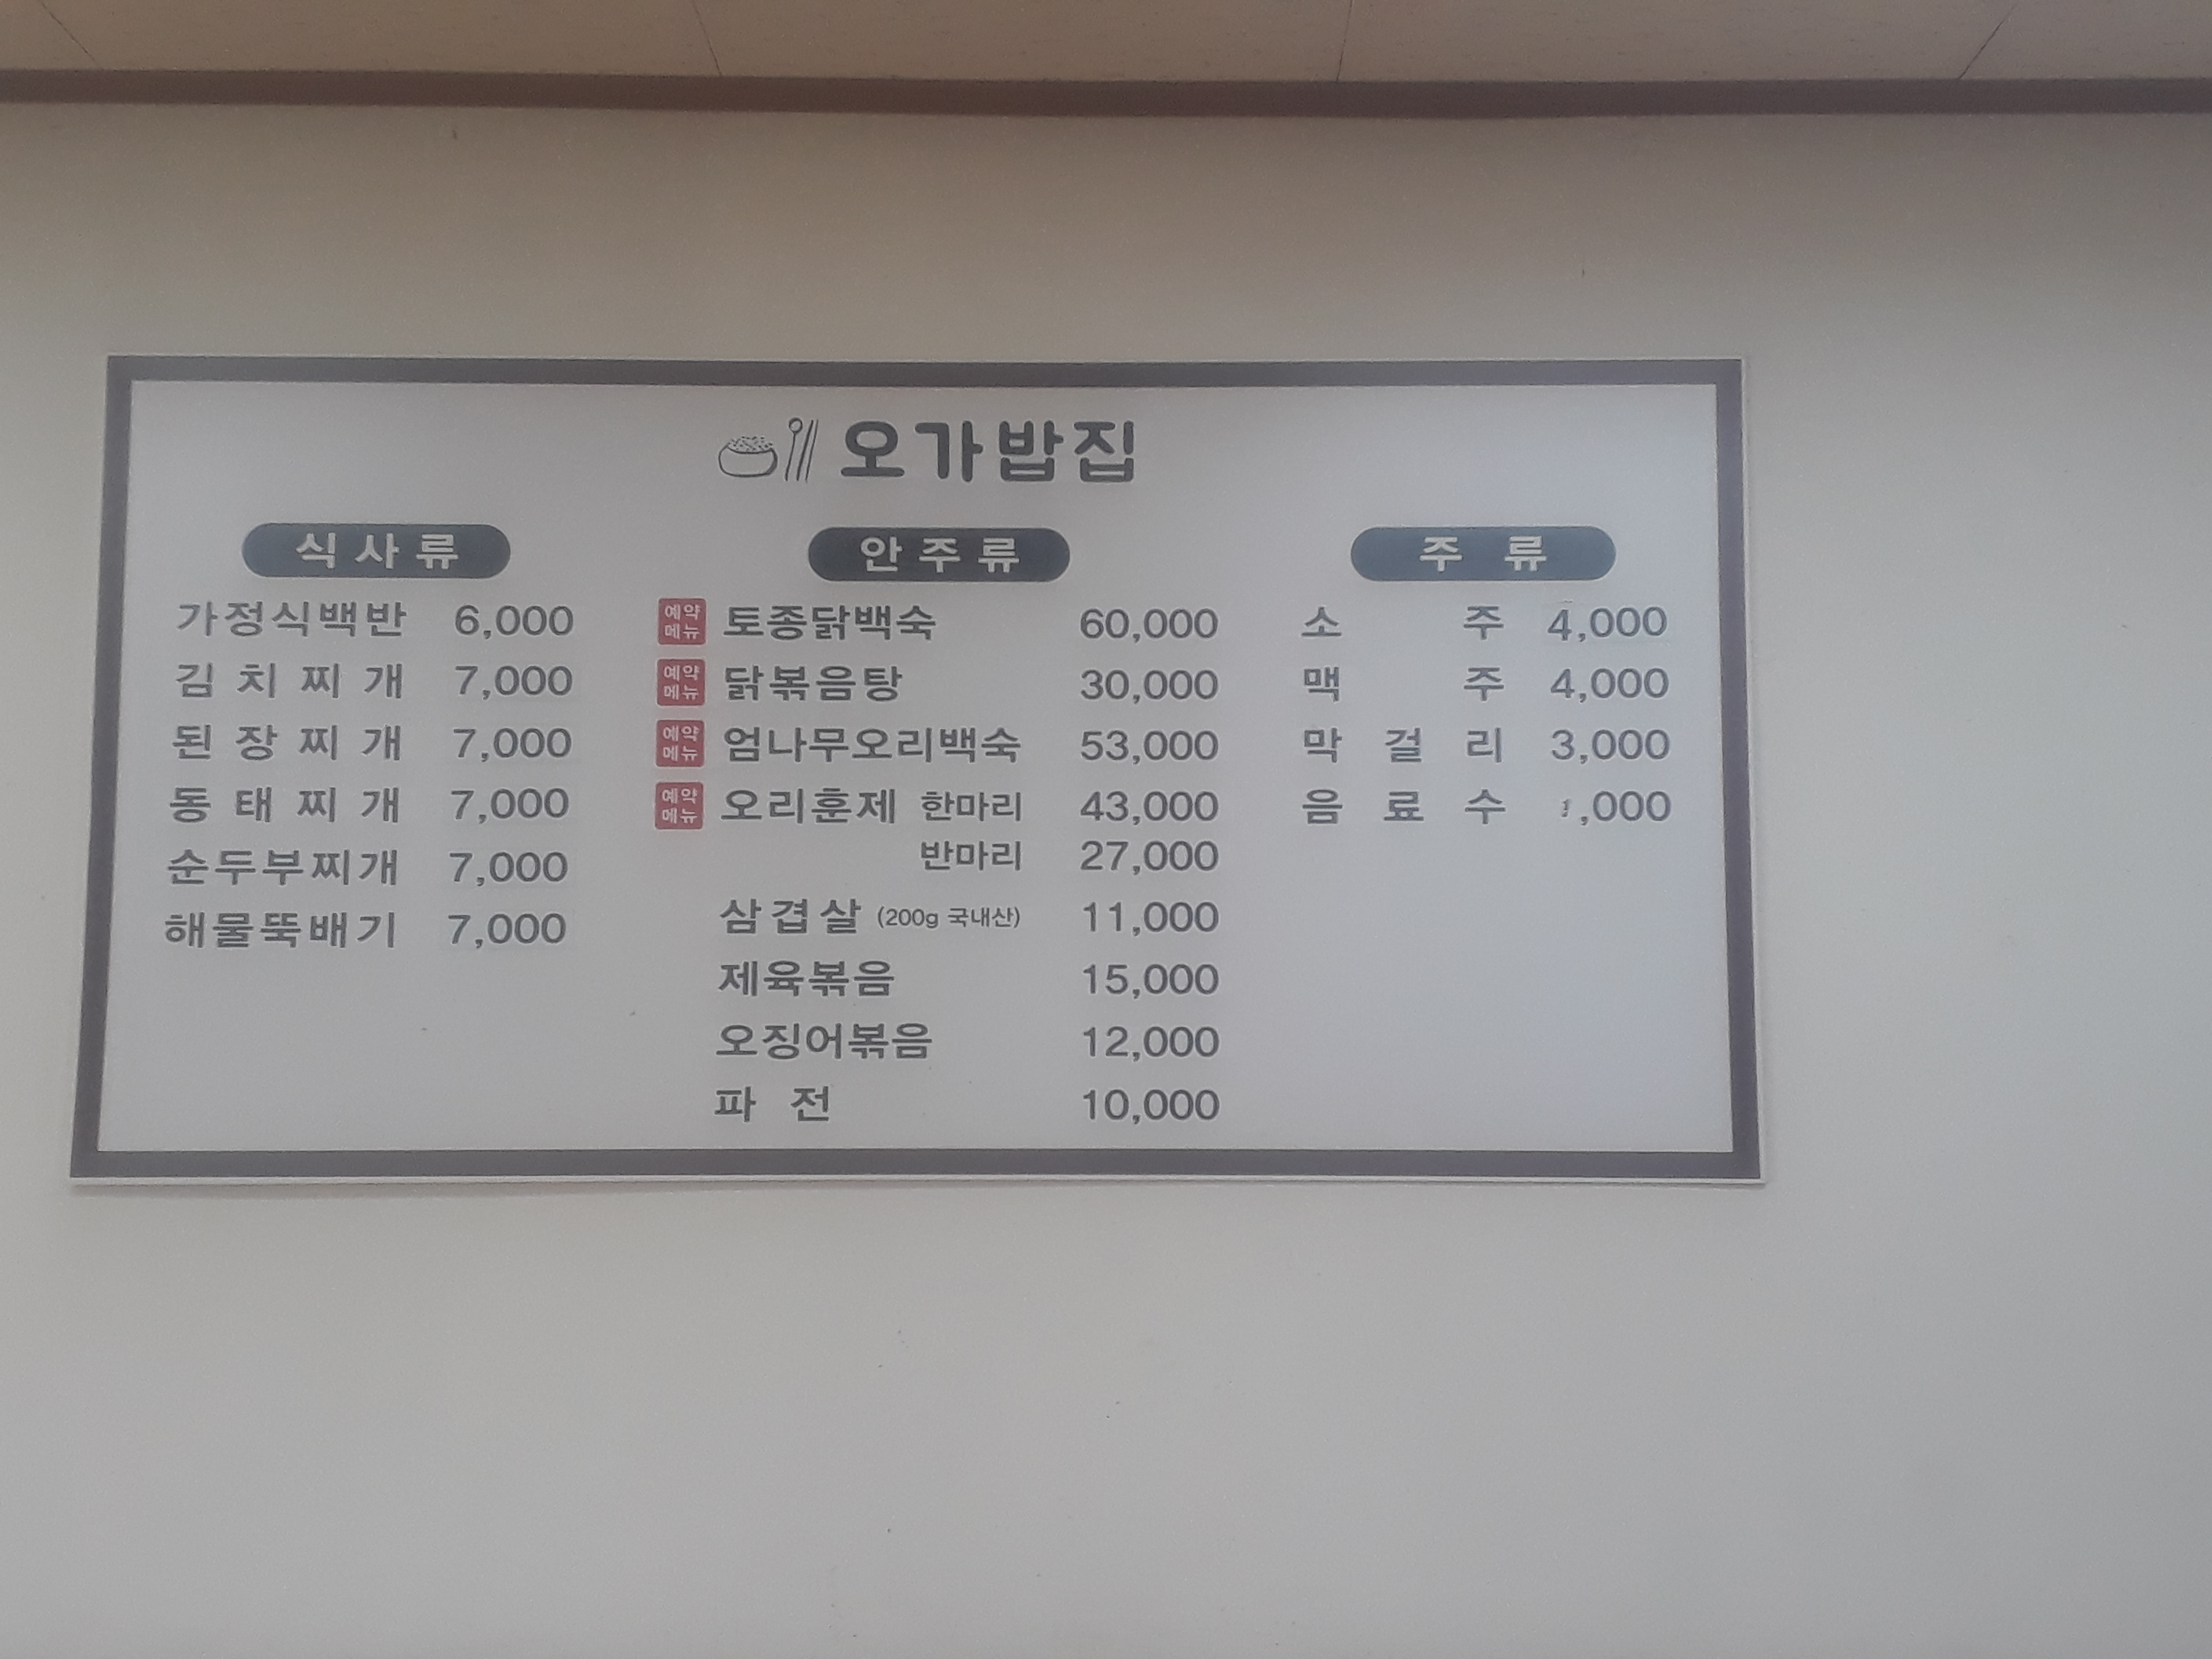 오가밥집
식사류
가정식백반 6,000
김치찌개 7,000
된장찌개 7,000
동태찌개 7,000
순두부찌개 7,000
해물뚝배기 7,000
안주류
예약메뉴 토종닭백숙 60,000
예약메뉴 닭볶음탕 30,000
예약메뉴 엄나무오리백숙 53,000
예약메뉴 오리훈제 한마리 43,000
반마리 27,000
삼겹살 (200g 국내산) 11,000
제육볶음 15,000
오징어볶음 12,000
파전 10,000
주류
소주 4,000
맥주 4,000
막걸리 3,000
음료수 1,000